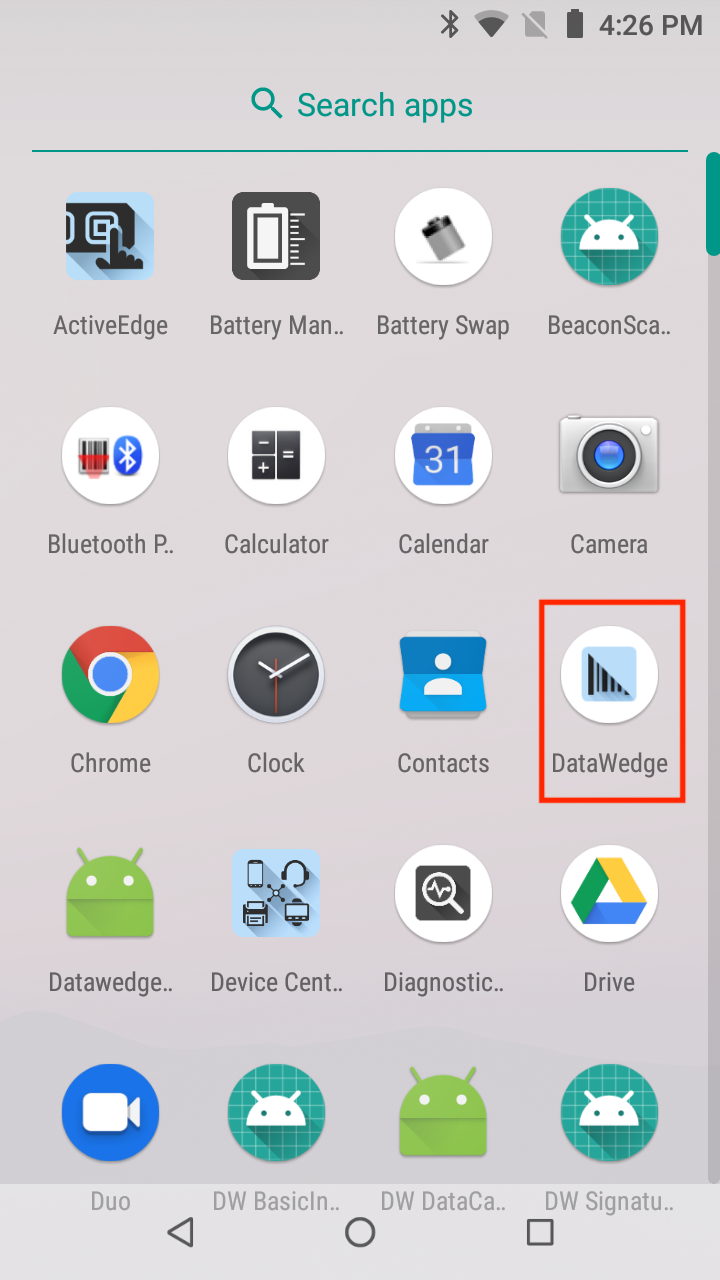 4:26 PM
Search apps
ActiveEdge
Battery Man..
Battery Swap
BeaconSca..
31
Bluetooth P..
Calculator
Calendar
Camera
Chrome
Clock
Contacts
DataWedge
Datawedge..
Device Cent..
Diagnostic..
Drive
Duo
DW BasicIn..
DW DataCa..
DW Signatu..